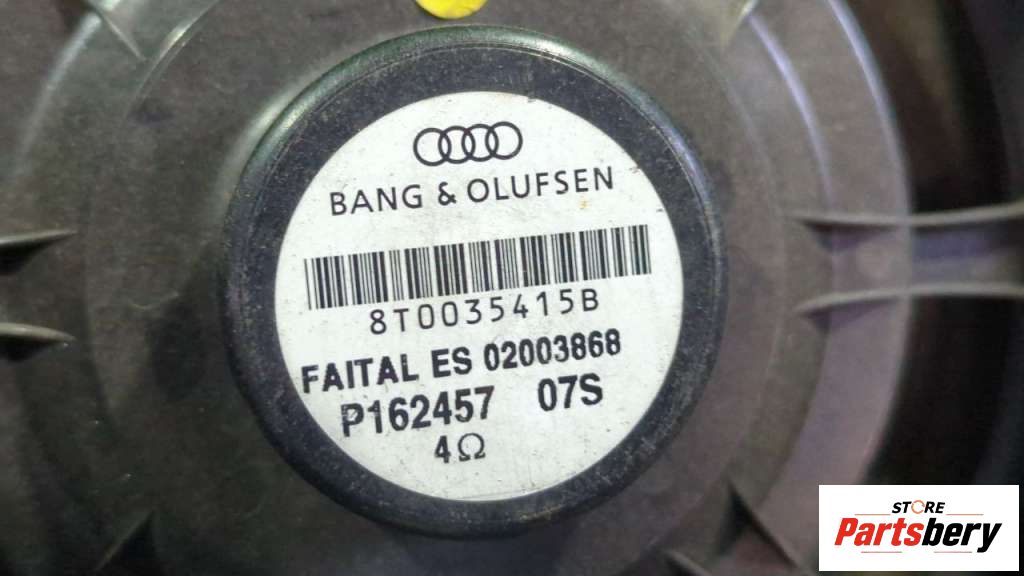 BANG & OLUFSEN
8T0035415B
FAITAL ES 02003868
P162457 07S
4Ω
STORE
Partsbery